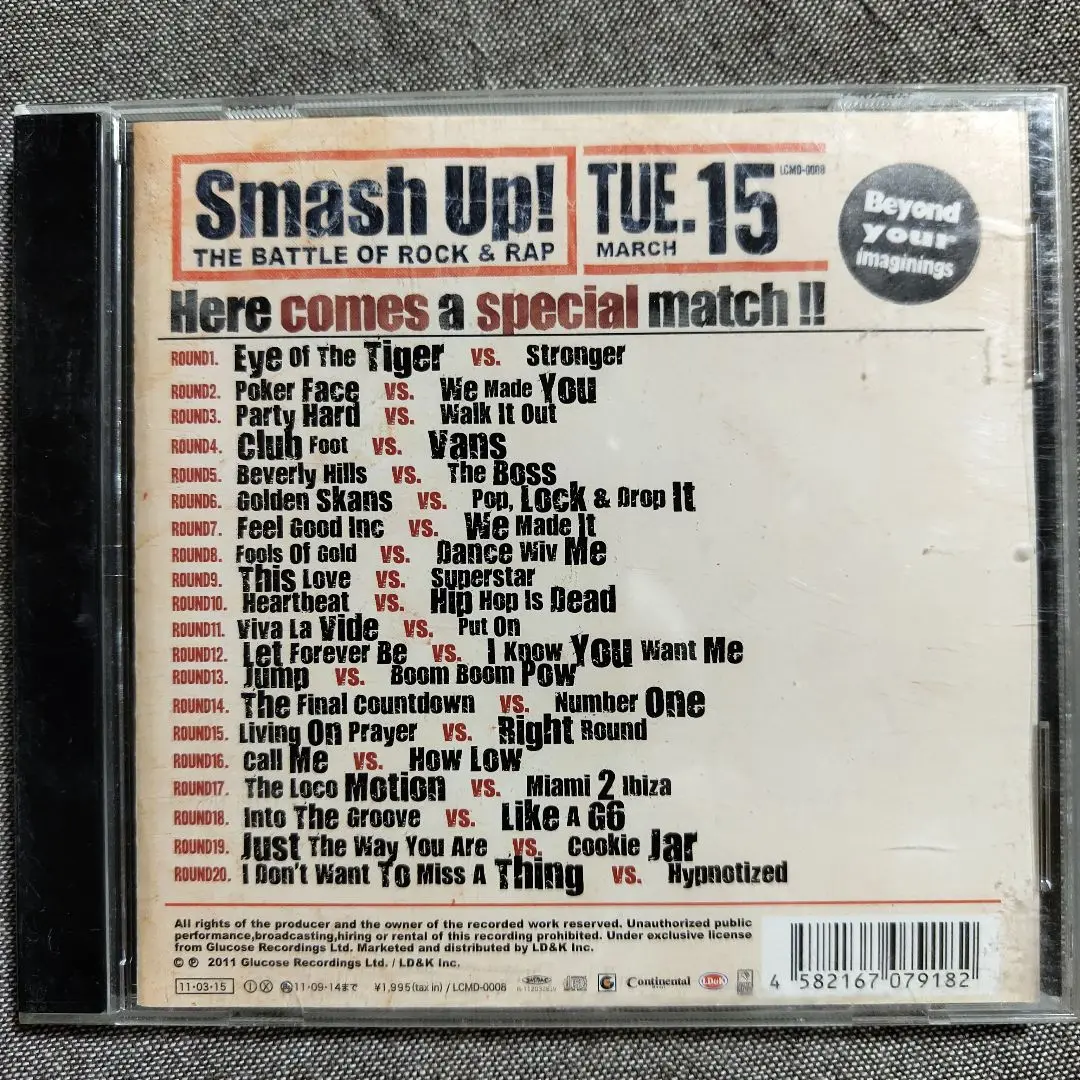 Smash Up!
THE BATTLE OF ROCK & RAP
TUE. 15
MARCH
LCMD-0008
Beyond
your
imaginings
Here comes a special match !!
ROUND1. Eye Of The Tiger vs. Stronger
ROUND2. Poker Face vs. We Made You
ROUND3. Party Hard vs. Walk It Out
ROUND4. Club Foot vs. Vans
ROUND5. Beverly Hills vs. The Boss
ROUND6. Golden Skans vs. Pop, Lock & Drop It
ROUND7. Feel Good Inc vs. We Made It
ROUND8. Fools Of Gold vs. Dance Wiv Me
ROUND9. This Love vs. Superstar
ROUND10. Heartbeat vs. Hip Hop Is Dead
ROUND11. Viva La Vide vs. Put On
ROUND12. Let Forever Be vs. I Know You Want Me
ROUND13. Jump vs. Boom Boom Pow
ROUND14. The Final Countdown vs. Number One
ROUND15. Living On Prayer vs. Right Round
ROUND16. Call Me vs. How Low
ROUND17. The Loco Motion vs. Miami 2 Ibiza
ROUND18. Into The Groove vs. Like A G6
ROUND19. Just The Way You Are vs. Cookie Jar
ROUND20. I Don't Want To Miss A Thing vs. Hypnotized
All rights of the producer and the owner of the recorded work reserved. Unauthorized public
performance,broadcasting,hiring or rental of this recording prohibited. Under exclusive license
from Glucose Recordings Ltd. Marketed and distributed by LD&K Inc.
© ℗ 2011 Glucose Recordings Ltd. / LD&K Inc.
11·03·15 Ⓘ Ⓧ 11·09·14まで ¥1,995(tax in) / LCMD-0008 Continental LD&K
4 582167 079182